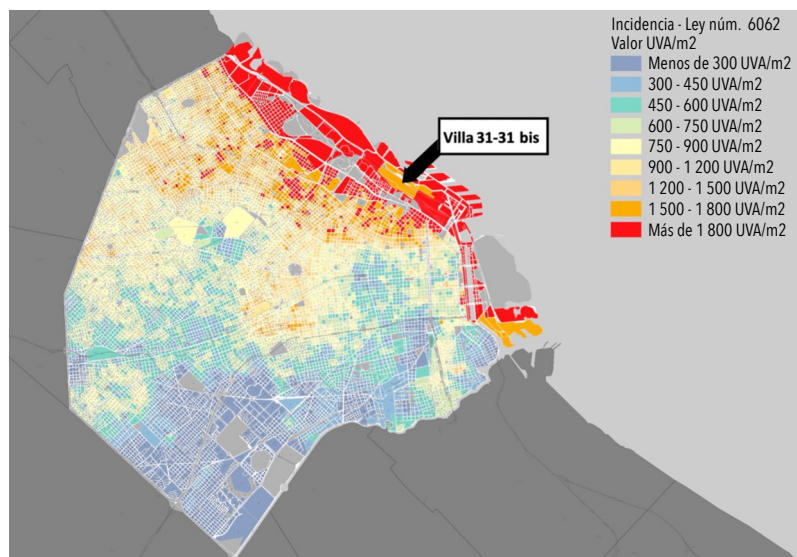 Incidencia - Ley núm. 6062
Valor UVA/m2
Menos de 300 UVA/m2
300 - 450 UVA/m2
450 - 600 UVA/m2
600 - 750 UVA/m2
750 - 900 UVA/m2
900 - 1 200 UVA/m2
1 200 - 1 500 UVA/m2
1 500 - 1 800 UVA/m2
Más de 1 800 UVA/m2
Villa 31-31 bis